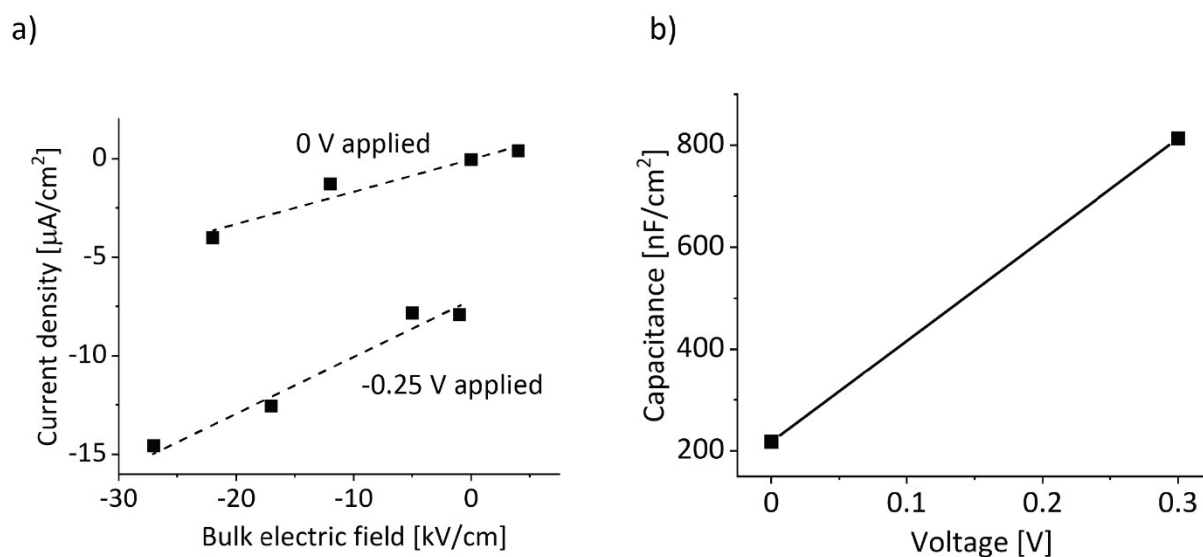 a)
0 V applied
-0.25 V applied
0
-5
-10
-15
Current density [µA/cm²]
-30
-20
-10
0
Bulk electric field [kV/cm]
b)
800
600
400
200
Capacitance [nF/cm²]
0
0.1
0.2
0.3
Voltage [V]